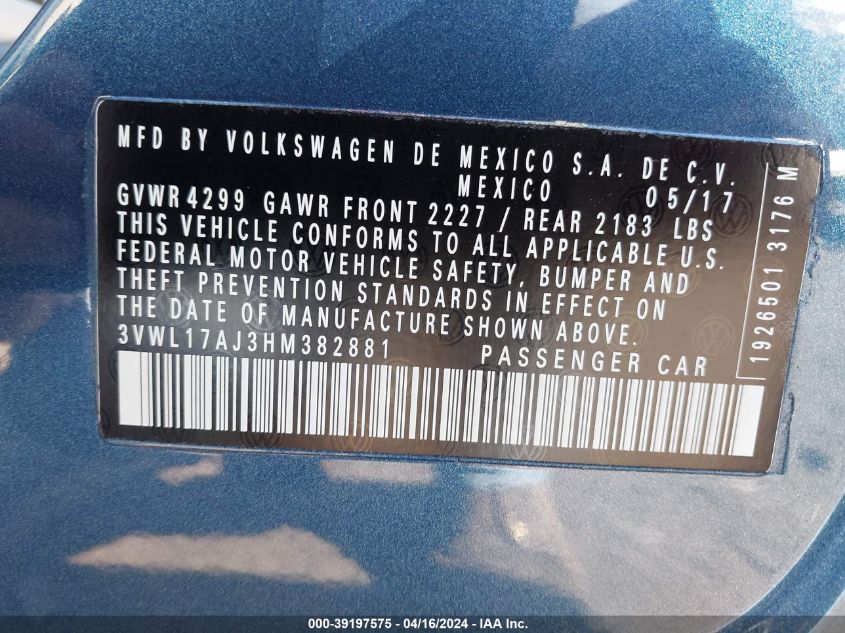 MFD BY VOLKSWAGEN DE MEXICO S.A. DE C.V.
MEXICO 05/17
GVWR 4299 GAWR FRONT 2227 / REAR 2183 LBS
THIS VEHICLE CONFORMS TO ALL APPLICABLE U.S.
FEDERAL MOTOR VEHICLE SAFETY, BUMPER AND
THEFT PREVENTION STANDARDS IN EFFECT ON
THE DATE OF MANUFACTURE SHOWN ABOVE.
3VWL17AJ3HM382881 PASSENGER CAR
1926501 3176 M
000-39197575 - 04/16/2024 - IAA Inc.